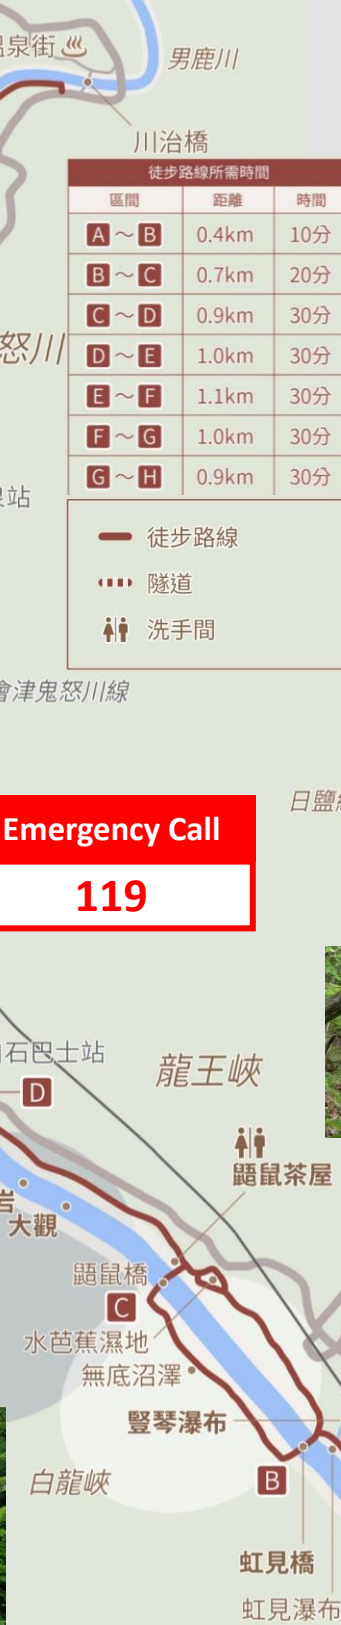 泉街
男鹿川
川治橋
徒步路線所需時間
區間 距離 時間
A～B 0.4km 10分
B～C 0.7km 20分
C～D 0.9km 30分
D～E 1.0km 30分
E～F 1.1km 30分
F～G 1.0km 30分
G～H 0.9km 30分
怒川
站
徒步路線
隧道
洗手間
會津鬼怒川線
日鹽
Emergency Call
119
石巴士站
D
龍王峽
鼯鼠茶屋
岩
大觀
鼯鼠橋
C
水芭蕉濕地
無底沼澤
豎琴瀑布
白龍峽
B
虹見橋
虹見瀑布